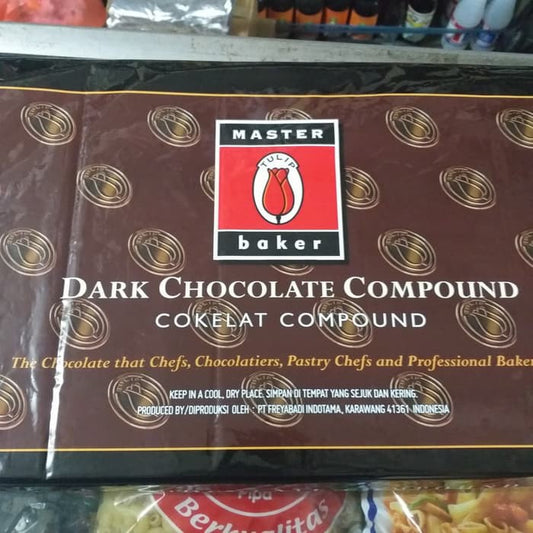 MASTER
TULIP
baker
DARK CHOCOLATE COMPOUND
COKELAT COMPOUND
The Chocolate that Chefs, Chocolatiers, Pastry Chefs and Professional Baker
KEEP IN A COOL, DRY PLACE. SIMPAN DI TEMPAT YANG SEJUK DAN KERING.
PRODUCED BY/DIPRODUKSI OLEH : PT FREYABADI INDOTAMA, KARAWANG 41361 - INDONESIA
Pipa
Berkualitas